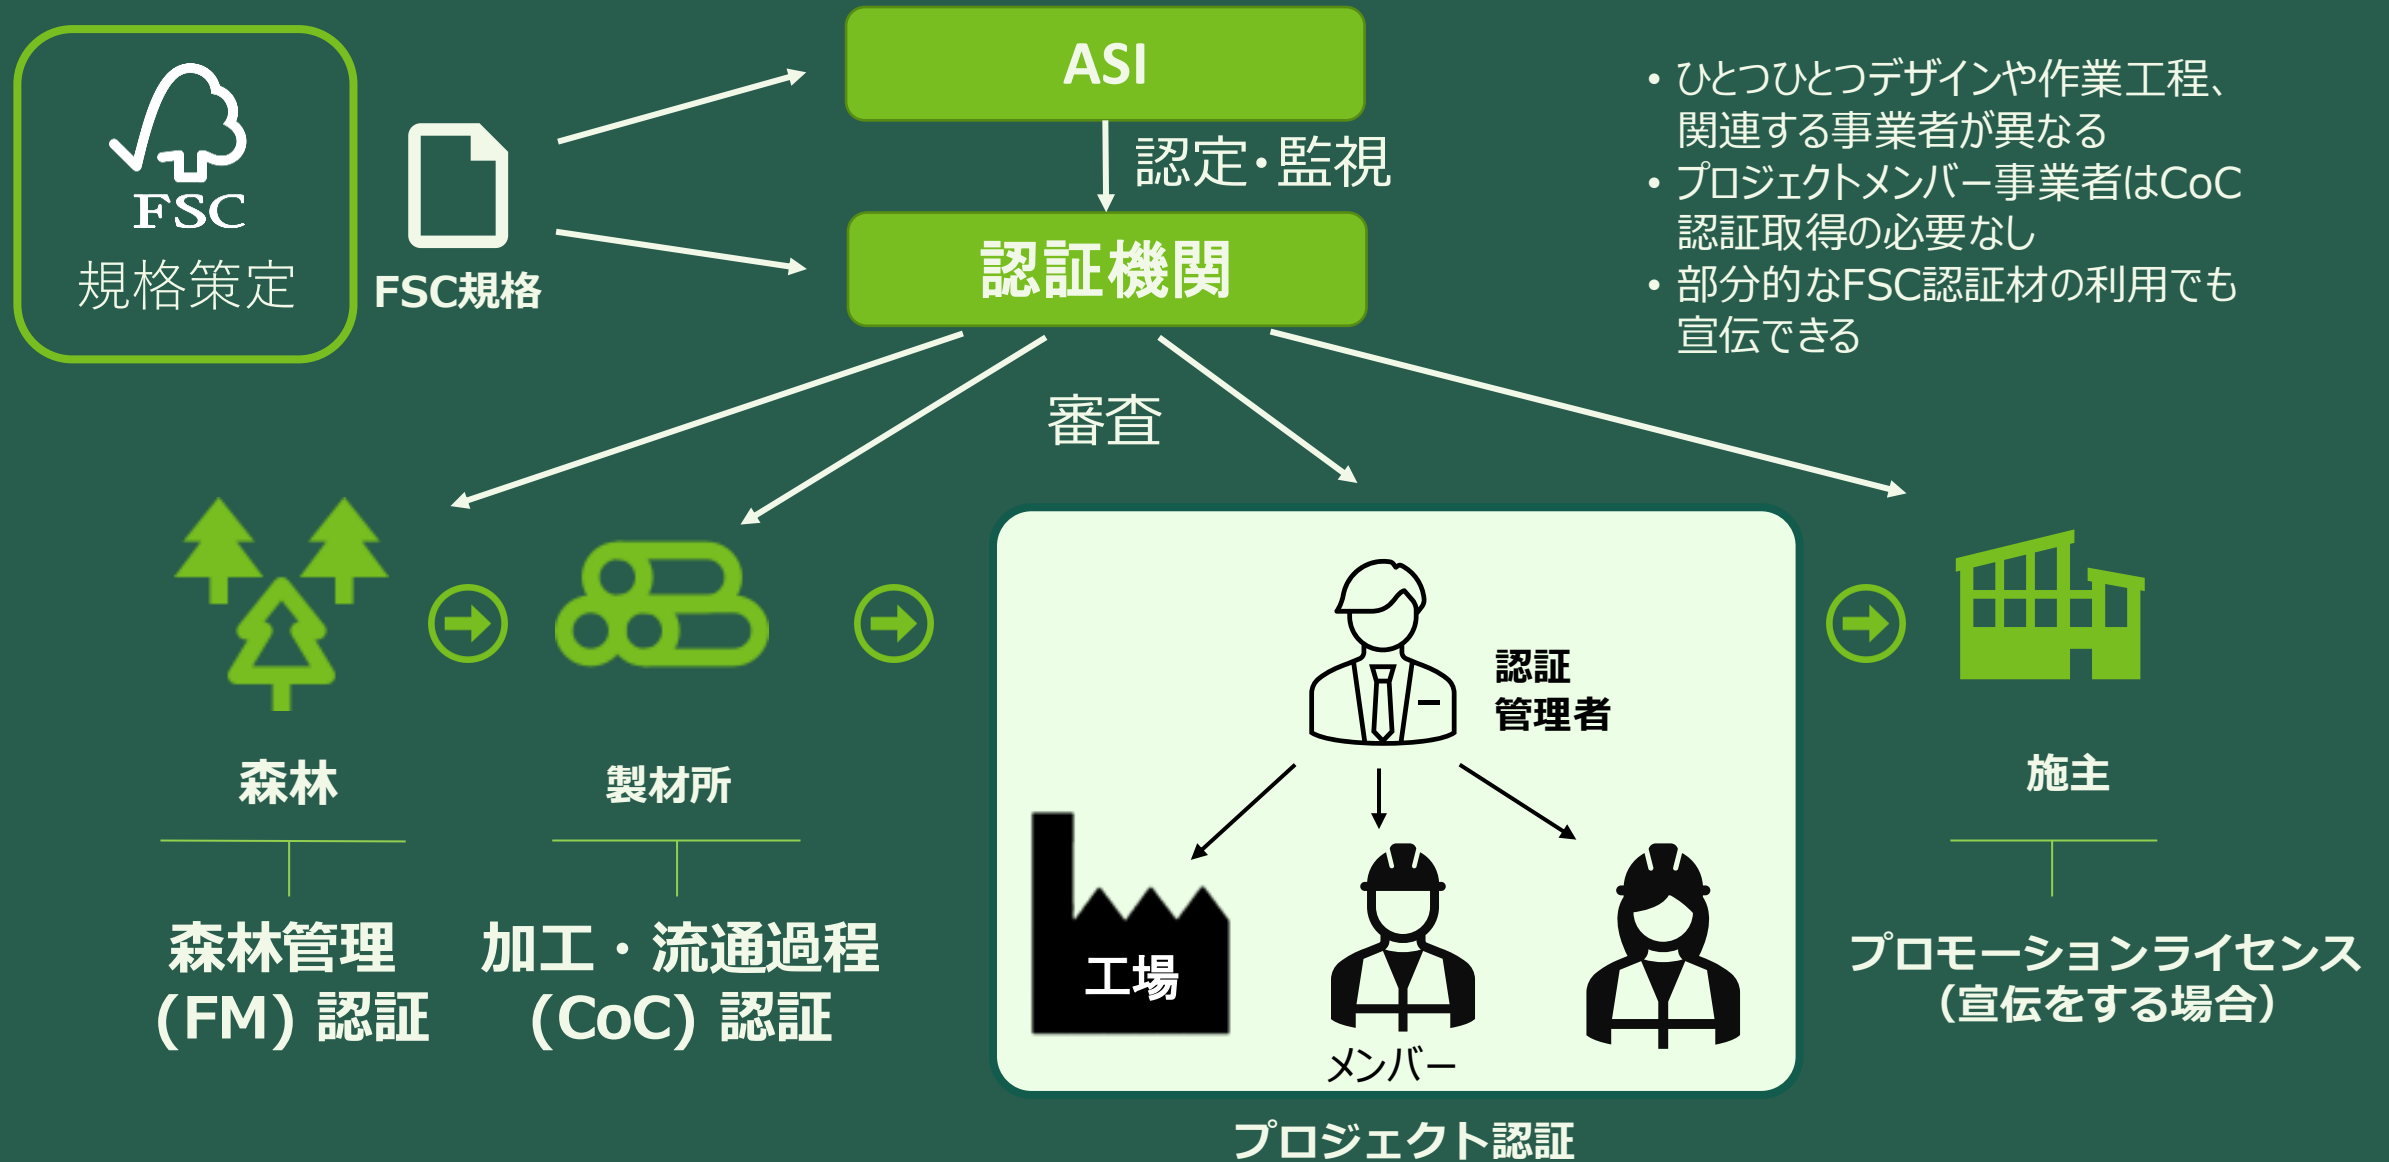 FSC
規格策定
FSC規格
ASI
認定・監視
認証機関
• ひとつひとつデザインや作業工程、
関連する事業者が異なる
• プロジェクトメンバー事業者はCoC
認証取得の必要なし
• 部分的なFSC認証材の利用でも
宣伝できる
審査
森林
製材所
認証
管理者
施主
工場
メンバー
森林管理
(FM) 認証
加工・流通過程
(CoC) 認証
プロモーションライセンス
（宣伝をする場合）
プロジェクト認証